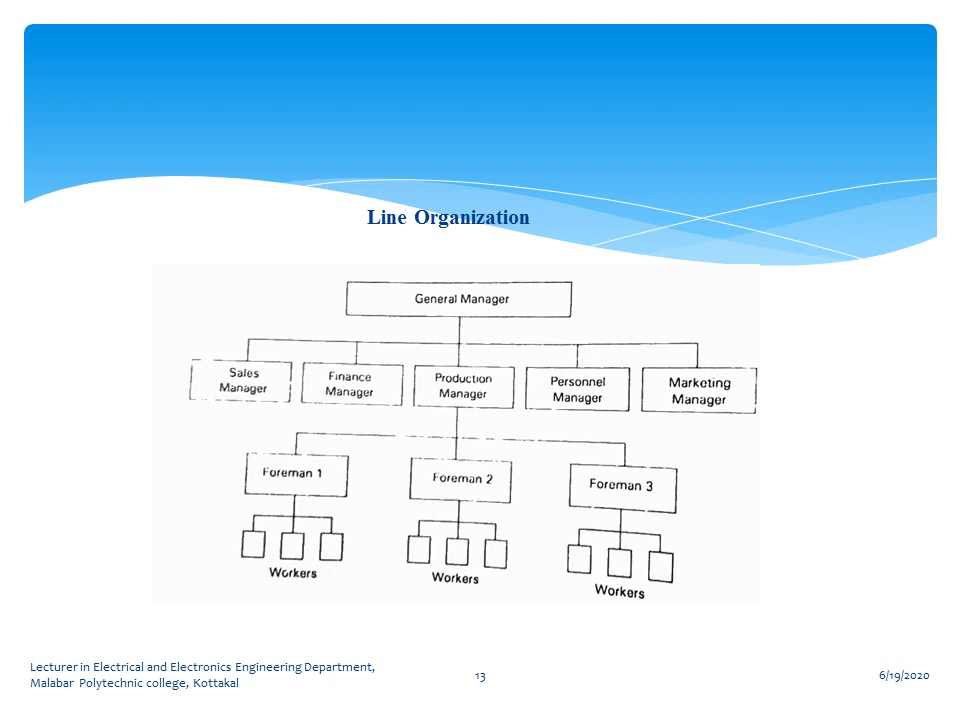 Line Organization
General Manager
Sales
Manager
Finance
Manager
Production
Manager
Personnel
Manager
Marketing
Manager
Foreman 1
Foreman 2
Foreman 3
Workers
Workers
Workers
Lecturer in Electrical and Electronics Engineering Department,
Malabar Polytechnic college, Kottakal
13
6/19/2020